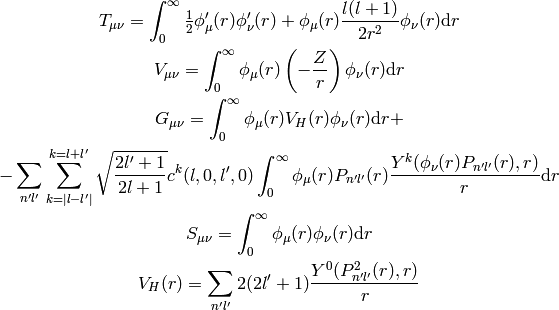 T_{\mu\nu} = \int_0^\infty \frac{1}{2} \phi'_\mu(r) \phi'_\nu(r) + \phi_\mu(r) \frac{l(l+1)}{2r^2} \phi_\nu(r) \mathrm{d}r
V_{\mu\nu} = \int_0^\infty \phi_\mu(r) \left( -\frac{Z}{r} \right) \phi_\nu(r) \mathrm{d}r
G_{\mu\nu} = \int_0^\infty \phi_\mu(r) V_H(r) \phi_\nu(r) \mathrm{d}r +
- \sum_{n'l'} \sum_{k=|l-l'|}^{k=l+l'} \sqrt{\frac{2l'+1}{2l+1}} c^k(l, 0, l', 0) \int_0^\infty \phi_\mu(r) P_{n'l'}(r) \frac{Y^k(\phi_\nu(r) P_{n'l'}(r), r)}{r} \mathrm{d}r
S_{\mu\nu} = \int_0^\infty \phi_\mu(r) \phi_\nu(r) \mathrm{d}r
V_H(r) = \sum_{n'l'} 2(2l'+1) \frac{Y^0(P^2_{n'l'}(r), r)}{r}